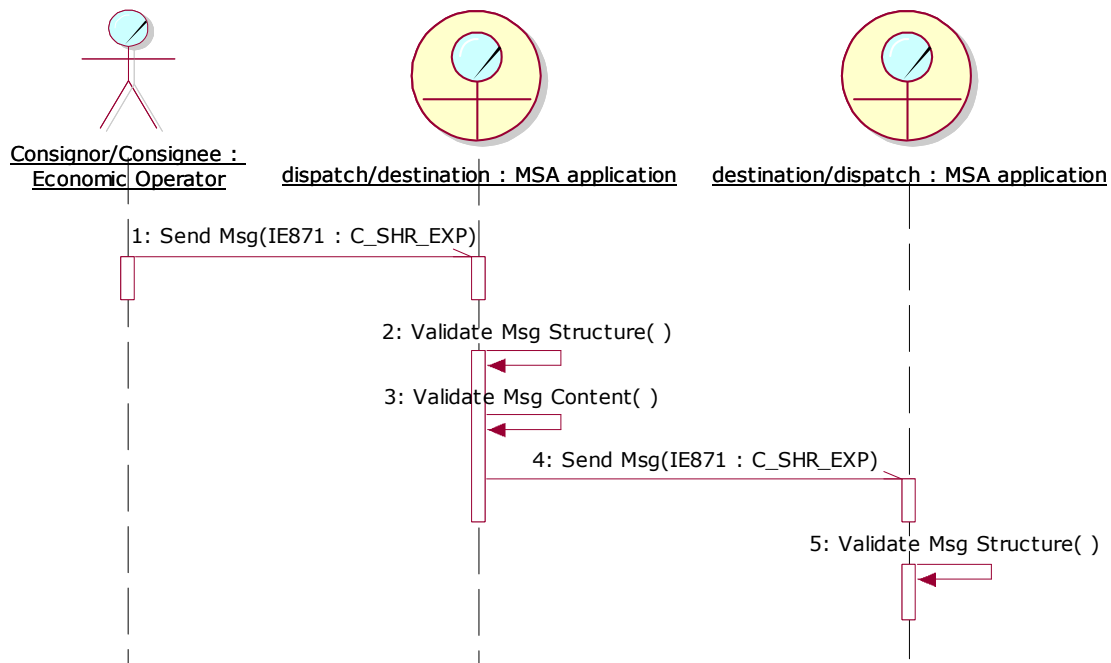 Consignor/Consignee :
Economic Operator
dispatch/destination : MSA application
destination/dispatch : MSA application
1: Send Msg(IE871 : C_SHR_EXP)
2: Validate Msg Structure( )
3: Validate Msg Content( )
4: Send Msg(IE871 : C_SHR_EXP)
5: Validate Msg Structure( )